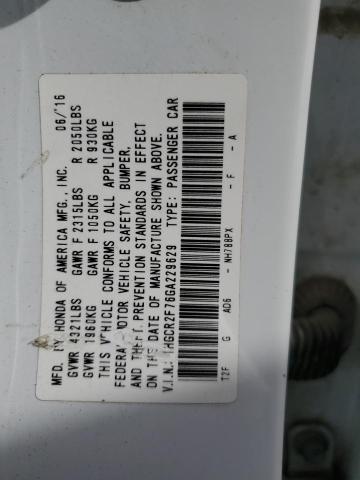 MFD. BY HONDA OF AMERICA MFG., INC. 06/'16
GVWR 4321LBS GAWR F 2315LBS R 2050LBS
GVWR 1960KG GAWR F 1050KG R 930KG
THIS VEHICLE CONFORMS TO ALL APPLICABLE
FEDERAL MOTOR VEHICLE SAFETY, BUMPER,
AND THEFT PREVENTION STANDARDS IN EFFECT
ON THE DATE OF MANUFACTURE SHOWN ABOVE.
V.I.N.: 1HGCR2F76GA229629 TYPE: PASSENGER CAR
T2F G AD6 - NH788PX - F - A